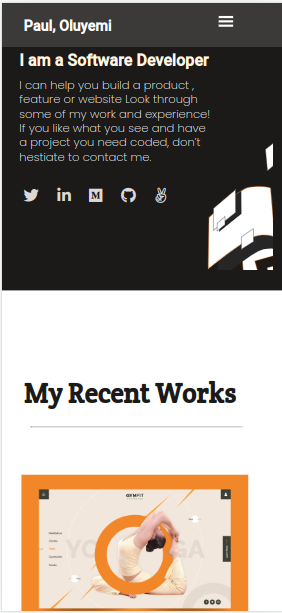 Paul, Oluyemi
I am a Software Developer
I can help you build a product ,
feature or website Look through
some of my work and experience!
If you like what you see and have
a project you need coded, don't
hestiate to contact me.
My Recent Works
GYMFIT
YOGA